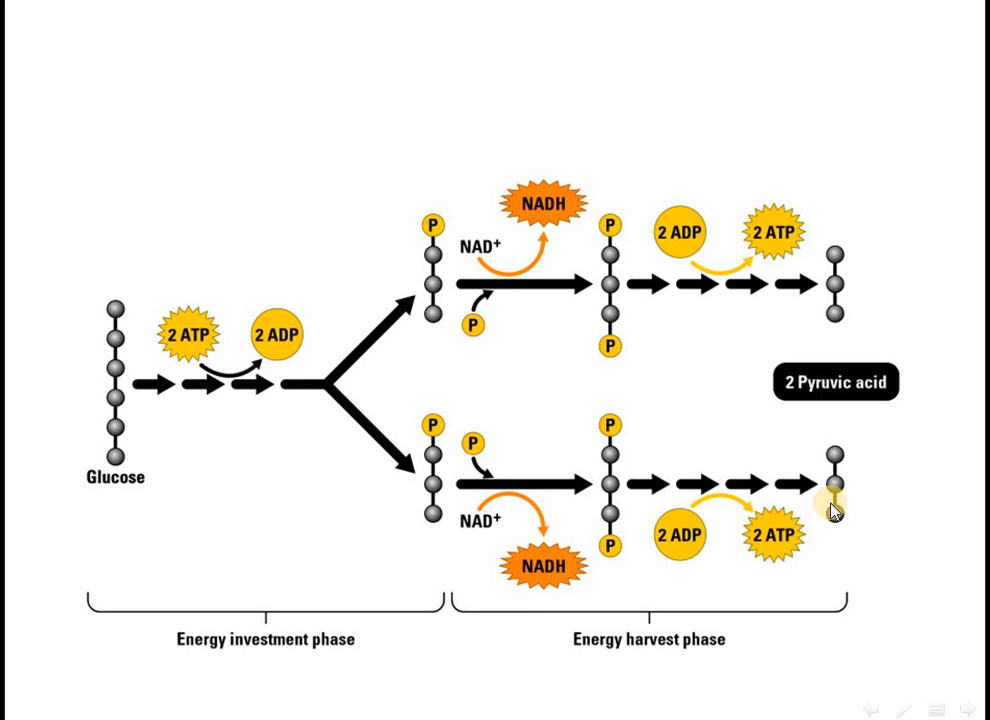 NADH
P
P
2 ADP
2 ATP
NAD+
P
2 ATP
2 ADP
P
2 Pyruvic acid
P
P
P
Glucose
NAD+
2 ADP
2 ATP
P
NADH
Energy investment phase
Energy harvest phase